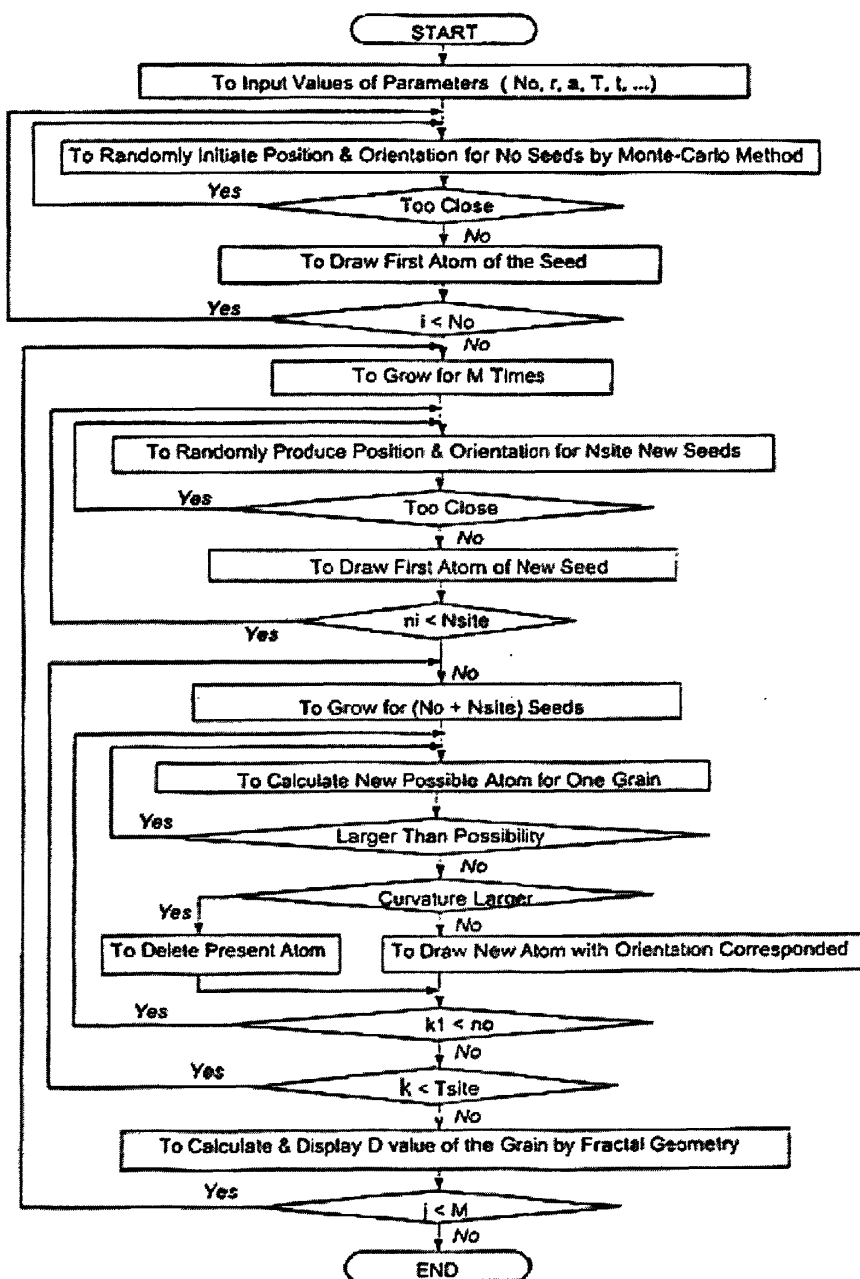 START
To Input Values of Parameters ( No, r, a, T, t, ...)
To Randomly Initiate Position & Orientation for No Seeds by Monte-Carlo Method
Yes
Too Close
No
To Draw First Atom of the Seed
Yes
i < No
No
To Grow for M Times
To Randomly Produce Position & Orientation for Nsite New Seeds
Yes
Too Close
No
To Draw First Atom of New Seed
ni < Nsite
Yes
No
To Grow for (No + Nsite) Seeds
To Calculate New Possible Atom for One Grain
Yes
Larger Than Possibility
No
Curvature Larger
Yes
No
To Delete Present Atom
To Draw New Atom with Orientation Corresponded
Yes
k1 < no
No
Yes
k < Tsite
No
To Calculate & Display D value of the Grain by Fractal Geometry
Yes
j < M
No
END